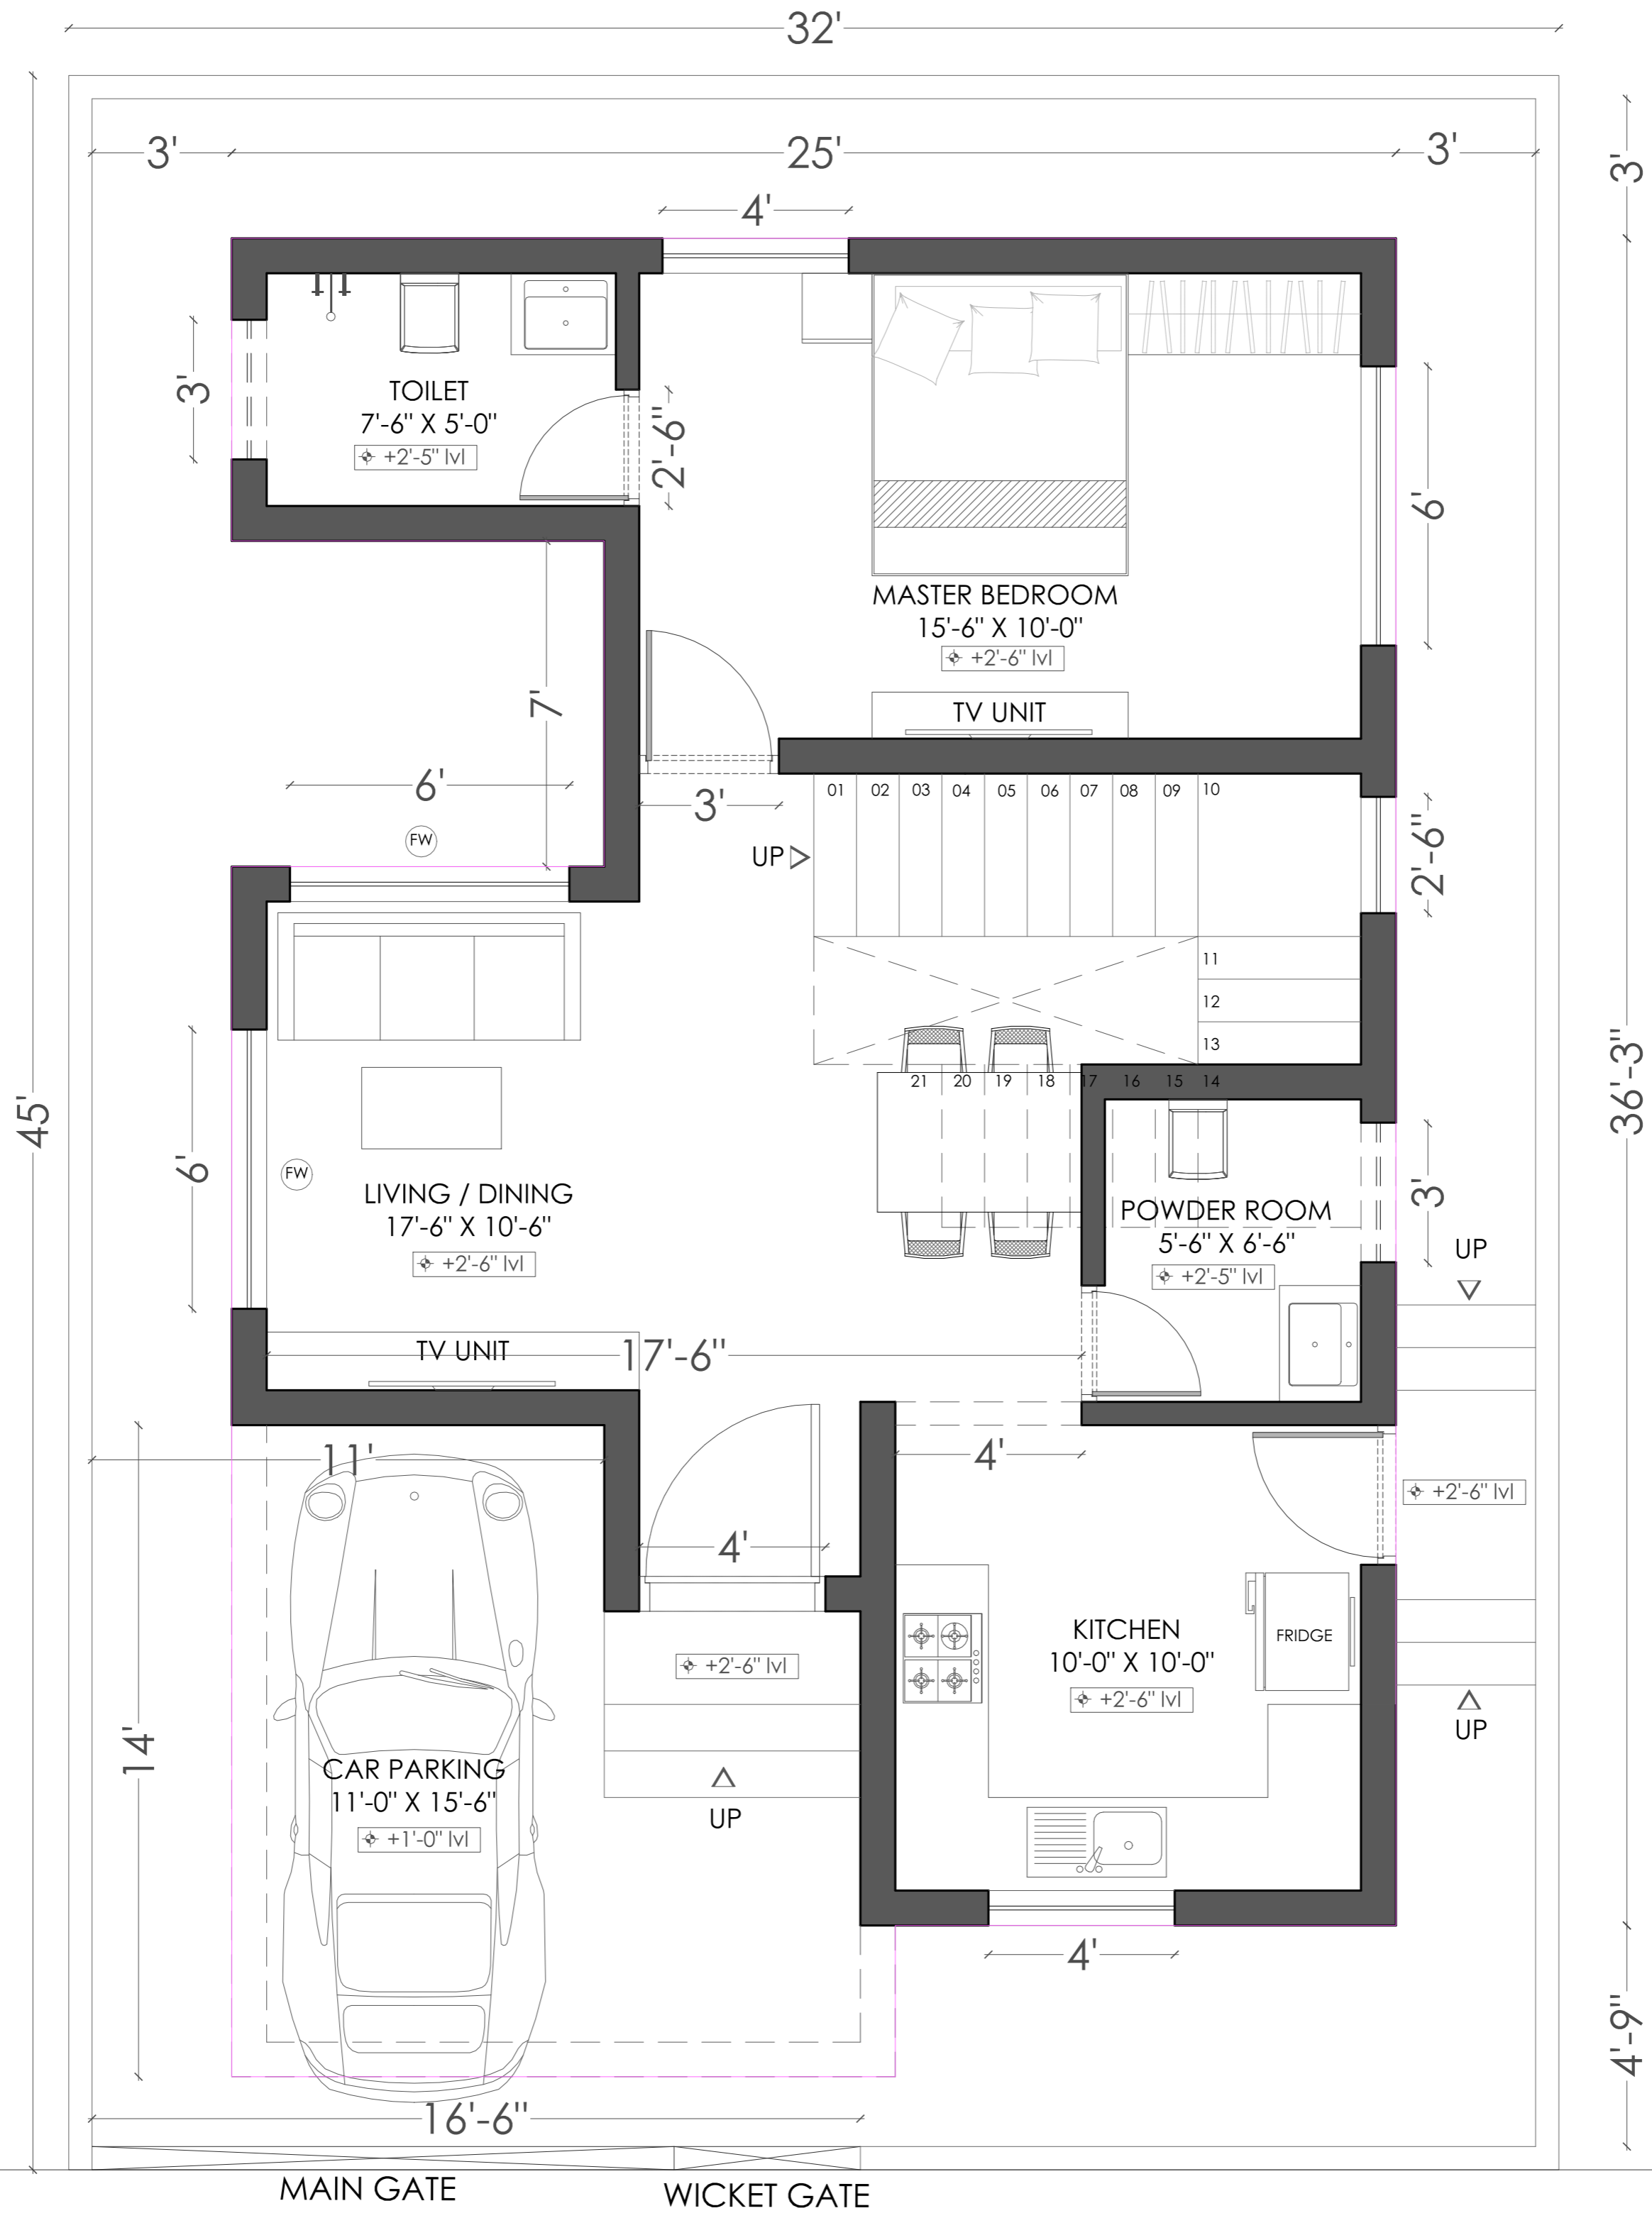 32'
3'
25'
3'
3'
4'
TOILET
7'-6" X 5'-0"
+2'-5" lvl
3'
2'-6"
6'
MASTER BEDROOM
15'-6" X 10'-0"
+2'-6" lvl
TV UNIT
7'
6'
FW
3'
01 02 03 04 05 06 07 08 09 10
UP
2'-6"
11
12
13
21 20 19 18 17 16 15 14
45'
36'-3"
6'
FW
LIVING / DINING
17'-6" X 10'-6"
+2'-6" lvl
POWDER ROOM
5'-6" X 6'-6"
+2'-5" lvl
3'
UP
TV UNIT
17'-6"
11'
4'
4'
+2'-6" lvl
+2'-6" lvl
KITCHEN
10'-0" X 10'-0"
+2'-6" lvl
FRIDGE
UP
14'
CAR PARKING
11'-0" X 15'-6"
+1'-0" lvl
UP
4'
4'-9"
16'-6"
MAIN GATE
WICKET GATE